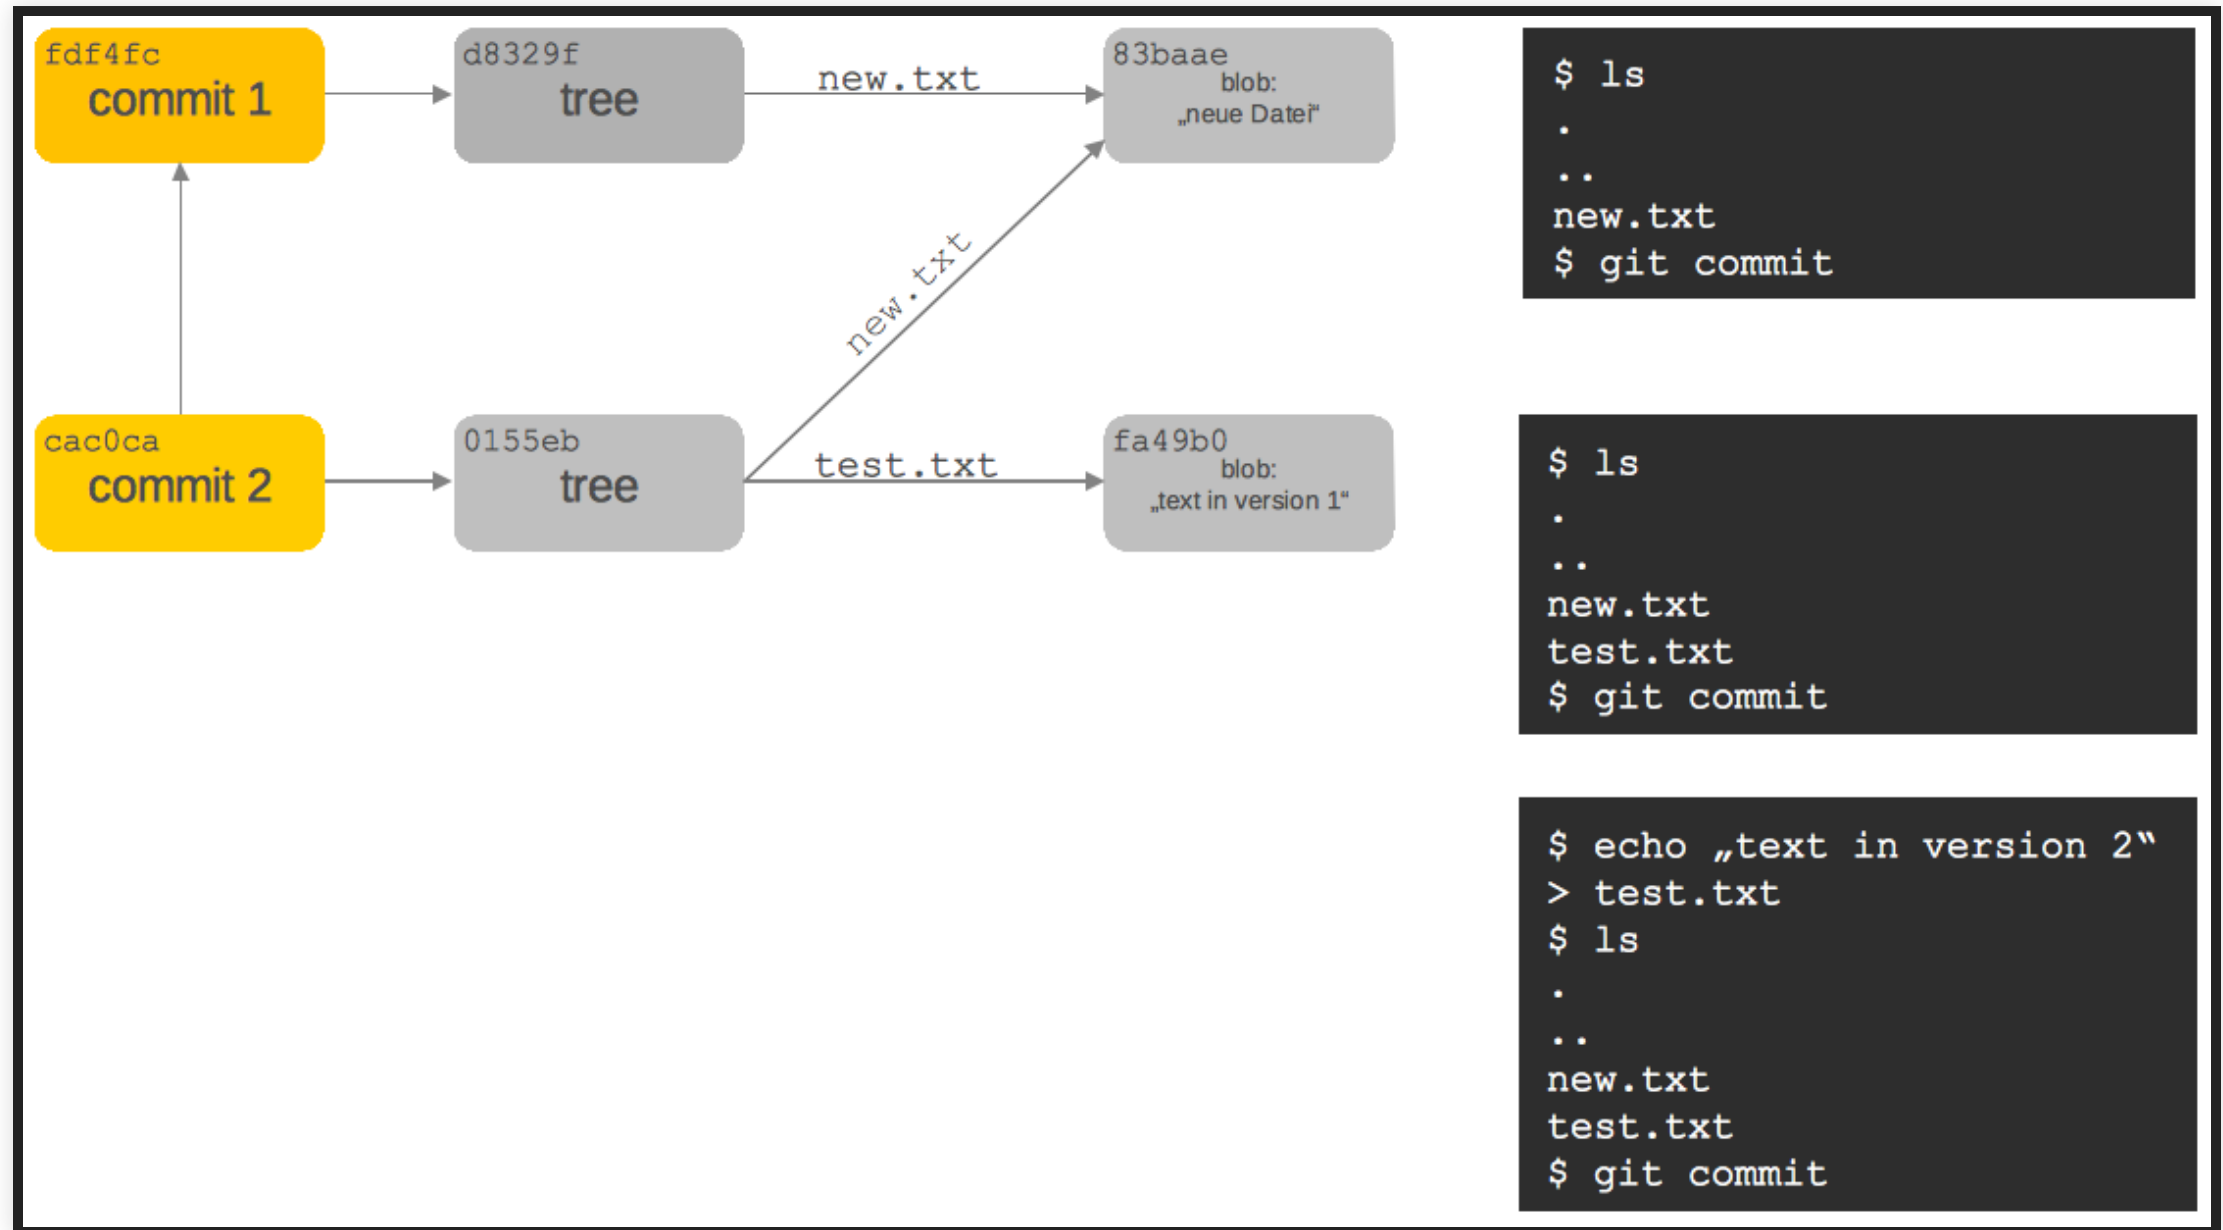 fdf4fc
commit 1
d8329f
tree
new.txt
83baae
blob:
„neue Datei“
$ ls
.
..
new.txt
$ git commit
new.txt
cac0ca
commit 2
0155eb
tree
test.txt
fa49b0
blob:
„text in version 1“
$ ls
.
..
new.txt
test.txt
$ git commit
$ echo „text in version 2“
> test.txt
$ ls
.
..
new.txt
test.txt
$ git commit